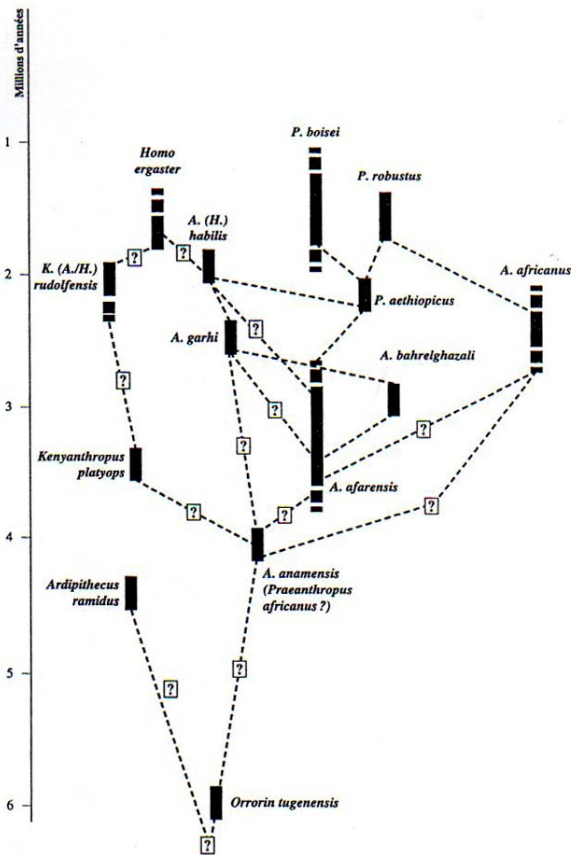 Millions d'années
1
P. boisei
Homo
ergaster
P. robustus
A. (H.)
habilis
K. (A./H.)
rudolfensis
?
?
2
A. africanus
P. aethiopicus
A. garhi
?
A. bahrelghazali
?
?
3
?
?
Kenyanthropus
platyops
A. afarensis
?
?
?
4
A. anamensis
(Praeanthropus
africanus ?)
Ardipithecus
ramidus
?
5
?
6
Orrorin tugenensis
?